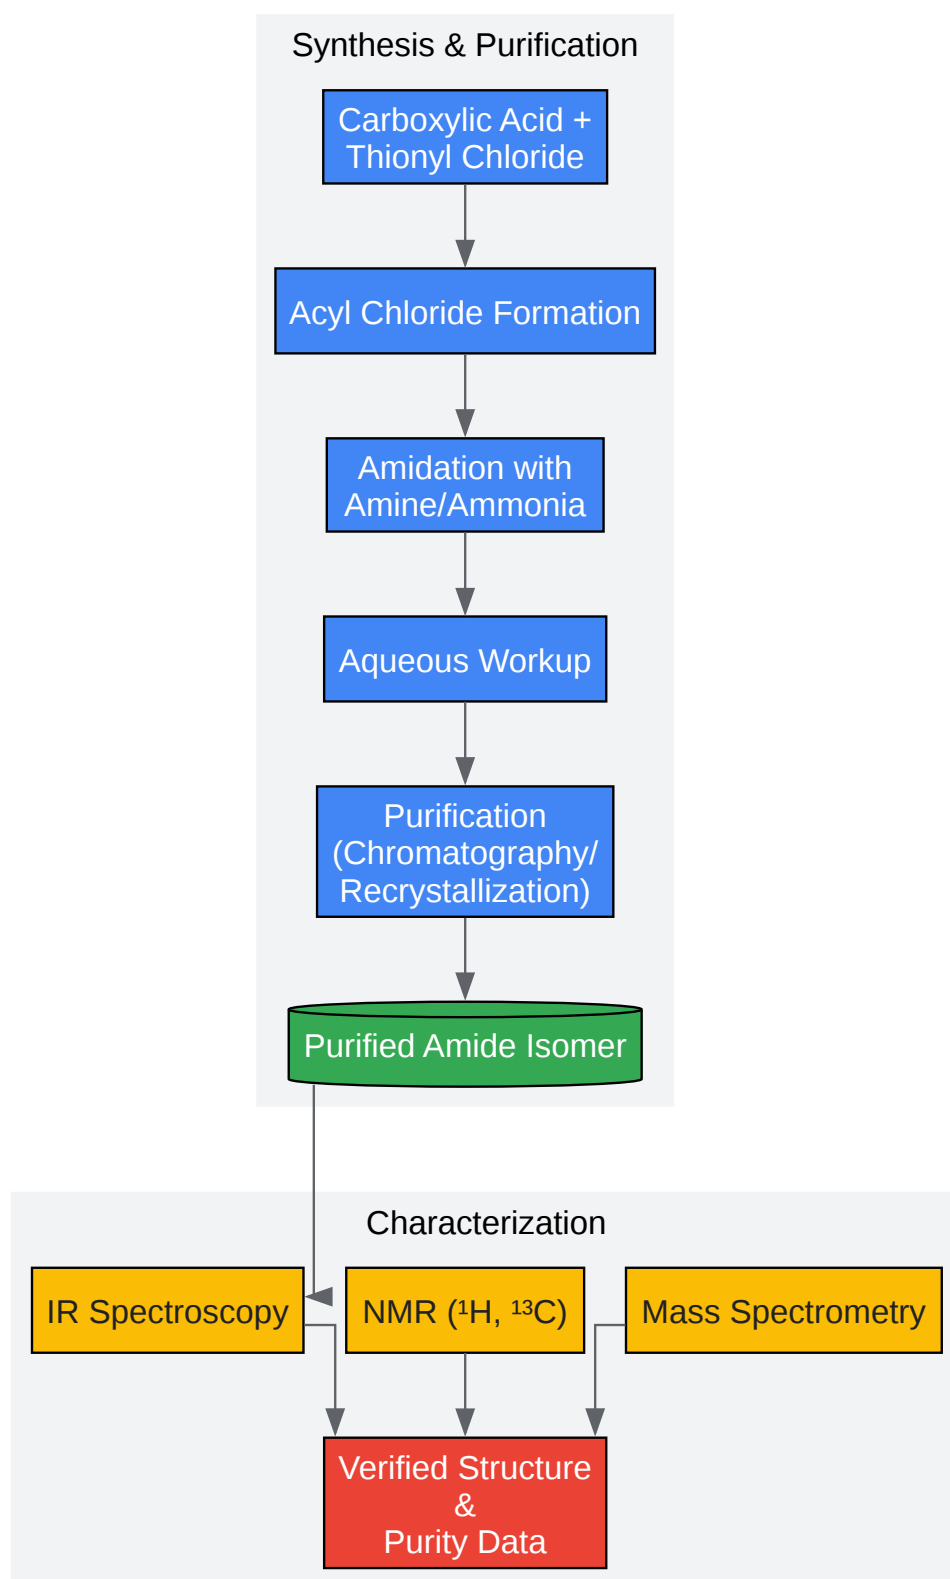 Synthesis & Purification
Carboxylic Acid +
Thionyl Chloride
Acyl Chloride Formation
Amidation with
Amine/Ammonia
Aqueous Workup
Purification
(Chromatography/
Recrystallization)
Purified Amide Isomer
Characterization
IR Spectroscopy
NMR (¹H, ¹³C)
Mass Spectrometry
Verified Structure
&
Purity Data